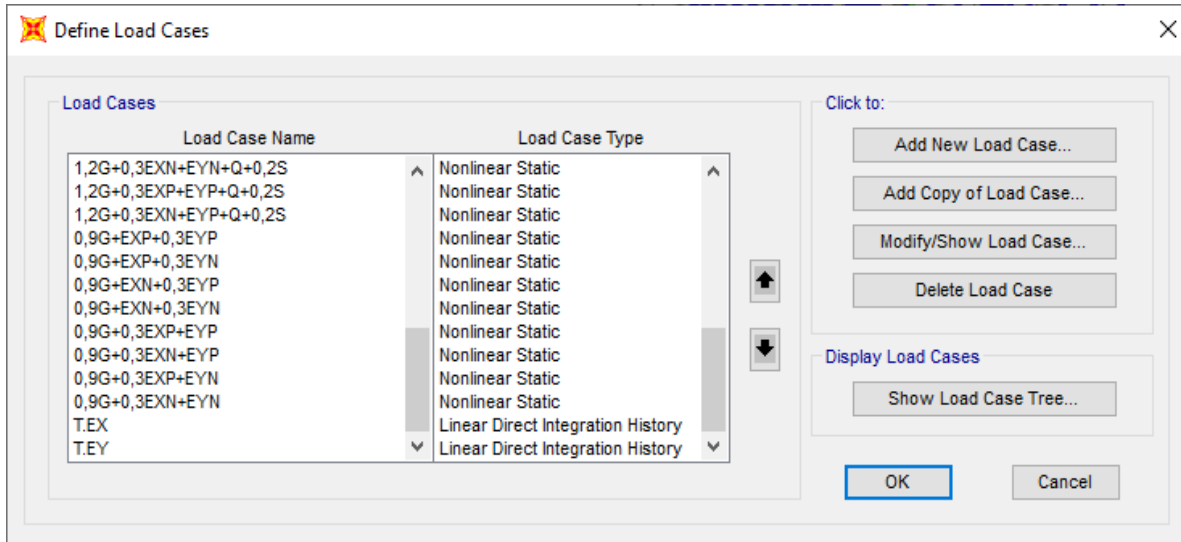 Define Load Cases
Load Cases
Load Case Name
Load Case Type
1,2G+0,3EXN+EYN+Q+0,2S Nonlinear Static
1,2G+0,3EXP+EYP+Q+0,2S Nonlinear Static
1,2G+0,3EXN+EYP+Q+0,2S Nonlinear Static
0,9G+EXP+0,3EYP Nonlinear Static
0,9G+EXP+0,3EYN Nonlinear Static
0,9G+EXN+0,3EYP Nonlinear Static
0,9G+EXN+0,3EYN Nonlinear Static
0,9G+0,3EXP+EYP Nonlinear Static
0,9G+0,3EXN+EYP Nonlinear Static
0,9G+0,3EXP+EYN Nonlinear Static
0,9G+0,3EXN+EYN Nonlinear Static
T.EX Linear Direct Integration History
T.EY Linear Direct Integration History
Click to:
Add New Load Case...
Add Copy of Load Case...
Modify/Show Load Case...
Delete Load Case
Display Load Cases
Show Load Case Tree...
OK
Cancel